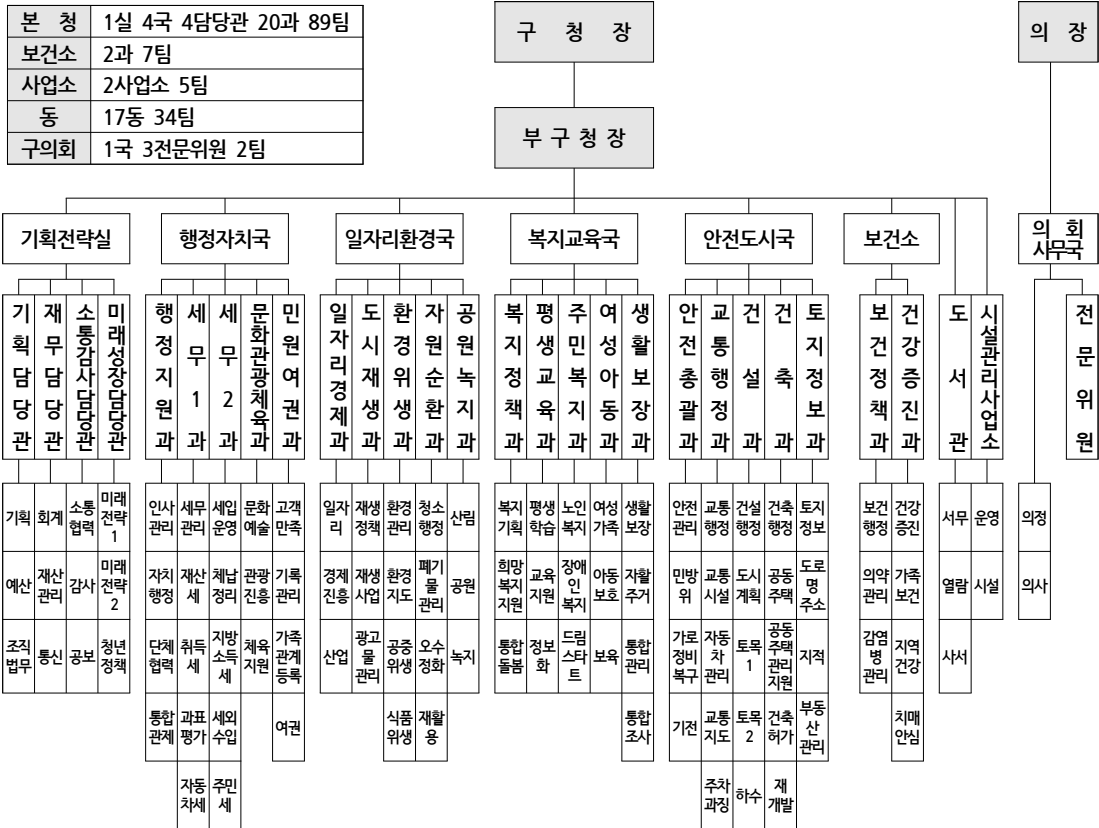 본 청 1실 4국 4담당관 20과 89팀
보건소 2과 7팀
사업소 2사업소 5팀
동 17동 34팀
구의회 1국 3전문위원 2팀
구 청 장
의 장
부 구 청 장
기획전략실
행정자치국
일자리환경국
복지교육국
안전도시국
보건소
의 회
사무국
기획담당관
재무담당관
소통감사담당관
미래성장담당관
행정지원과
세무1과
세무2과
문화관광체육과
민원여권과
일자리경제과
도시재생과
환경위생과
자원순환과
공원녹지과
복지정책과
평생교육과
주민복지과
여성아동과
생활보장과
안전총괄과
교통행정과
건설과
건축과
토지정보과
보건정책과
건강증진과
도서관
시설관리사업소
전문위원
기획
예산
조직
법무
회계
재산
관리
통신
소통
협력
감사
공보
미래
전략
1
미래
전략
2
청년
정책
인사
관리
자치
행정
단체
협력
통합
관제
세무
관리
재산
세
취득
세
과표
평가
자동
차세
세입
운영
체납
정리
지방
소득
세
세외
수입
주민
세
문화
예술
관광
진흥
체육
지원
고객
만족
기록
관리
가족
관계
등록
여권
일자
리
경제
진흥
산업
재생
정책
재생
사업
광고
물
관리
환경
관리
환경
지도
공중
위생
식품
위생
청소
행정
폐기
물
관리
오수
정화
재활
용
산림
공원
녹지
복지
기획
희망
복지
지원
통합
돌봄
평생
학습
교육
지원
정보
화
노인
복지
장애
인
복지
드림
스타
트
여성
가족
아동
보호
보육
생활
보장
자활
주거
통합
관리
통합
조사
안전
관리
민방
위
가로
정비
복구
기전
교통
행정
교통
시설
자동
차
관리
교통
지도
주차
과징
건설
행정
도시
계획
토목
1
토목
2
하수
건축
행정
공동
주택
공동
주택
관리
지원
건축
허가
재
개발
토지
정보
도로
명
주소
지적
부동
산
관리
보건
행정
의약
관리
감염
병
관리
건강
증진
가족
보건
지역
건강
치매
안심
서무
열람
사서
운영
시설
의정
의사